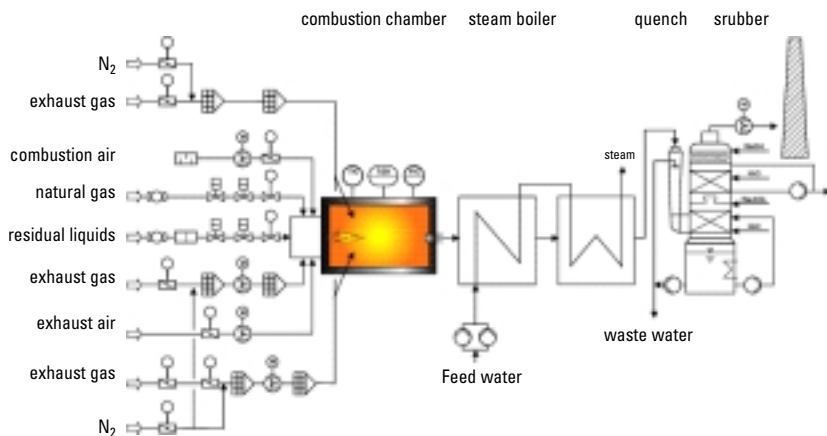 combustion chamber steam boiler quench srubber
N₂
exhaust gas
combustion air
natural gas
residual liquids
exhaust gas
exhaust air
exhaust gas
N₂
steam
Feed water
waste water